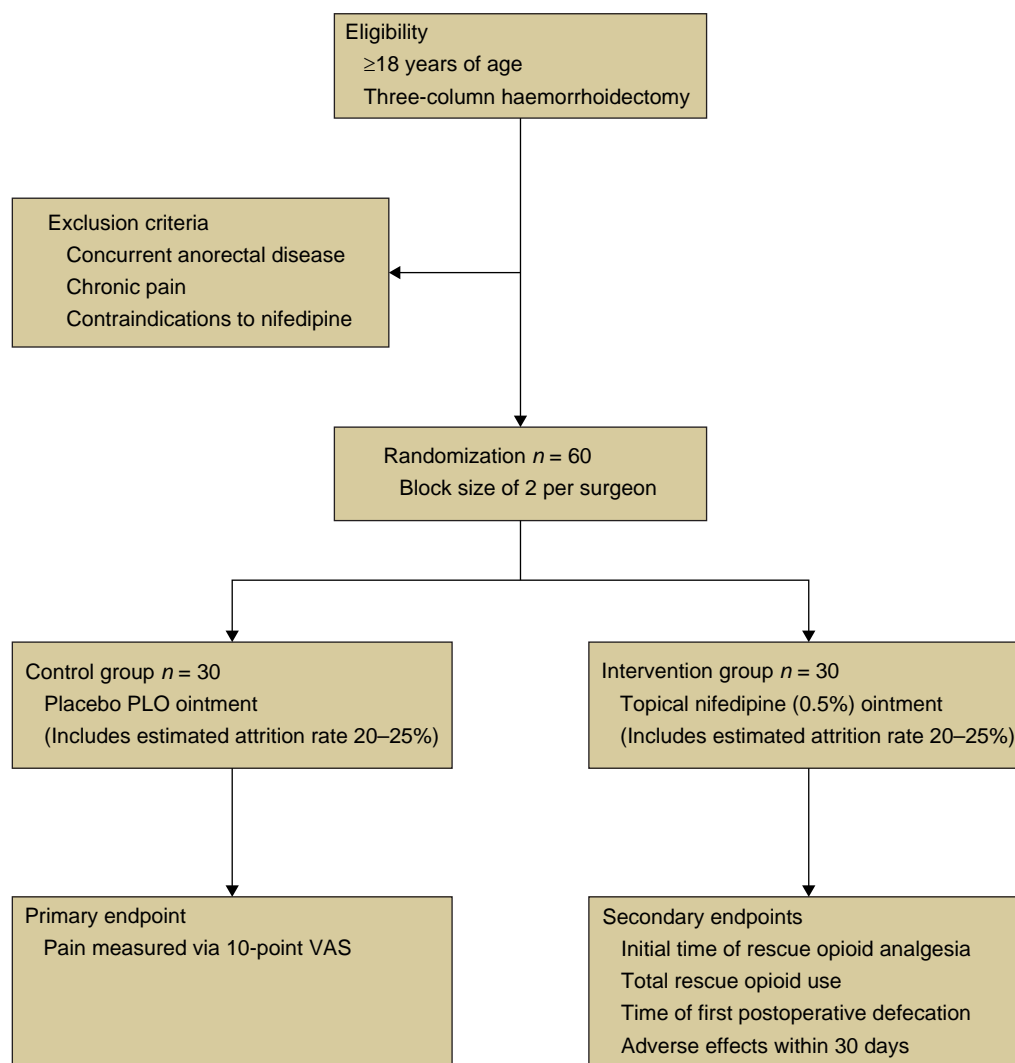 Eligibility
≥18 years of age
Three-column haemorrhoidectomy
Exclusion criteria
Concurrent anorectal disease
Chronic pain
Contraindications to nifedipine
Randomization n = 60
Block size of 2 per surgeon
Control group n = 30
Placebo PLO ointment
(Includes estimated attrition rate 20–25%)
Intervention group n = 30
Topical nifedipine (0.5%) ointment
(Includes estimated attrition rate 20–25%)
Primary endpoint
Pain measured via 10-point VAS
Secondary endpoints
Initial time of rescue opioid analgesia
Total rescue opioid use
Time of first postoperative defecation
Adverse effects within 30 days